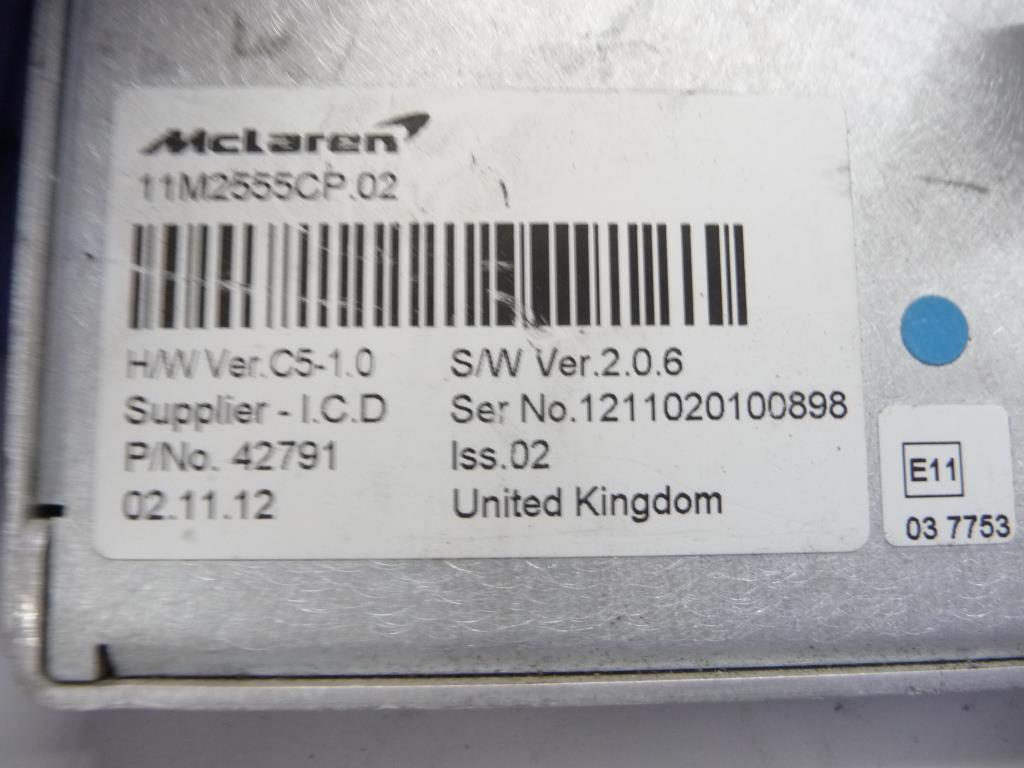 McLaren
11M2555CP.02
H/W Ver.C5-1.0 S/W Ver.2.0.6
Supplier - I.C.D Ser No.1211020100898
P/No. 42791 Iss.02
02.11.12 United Kingdom
E11
03 7753